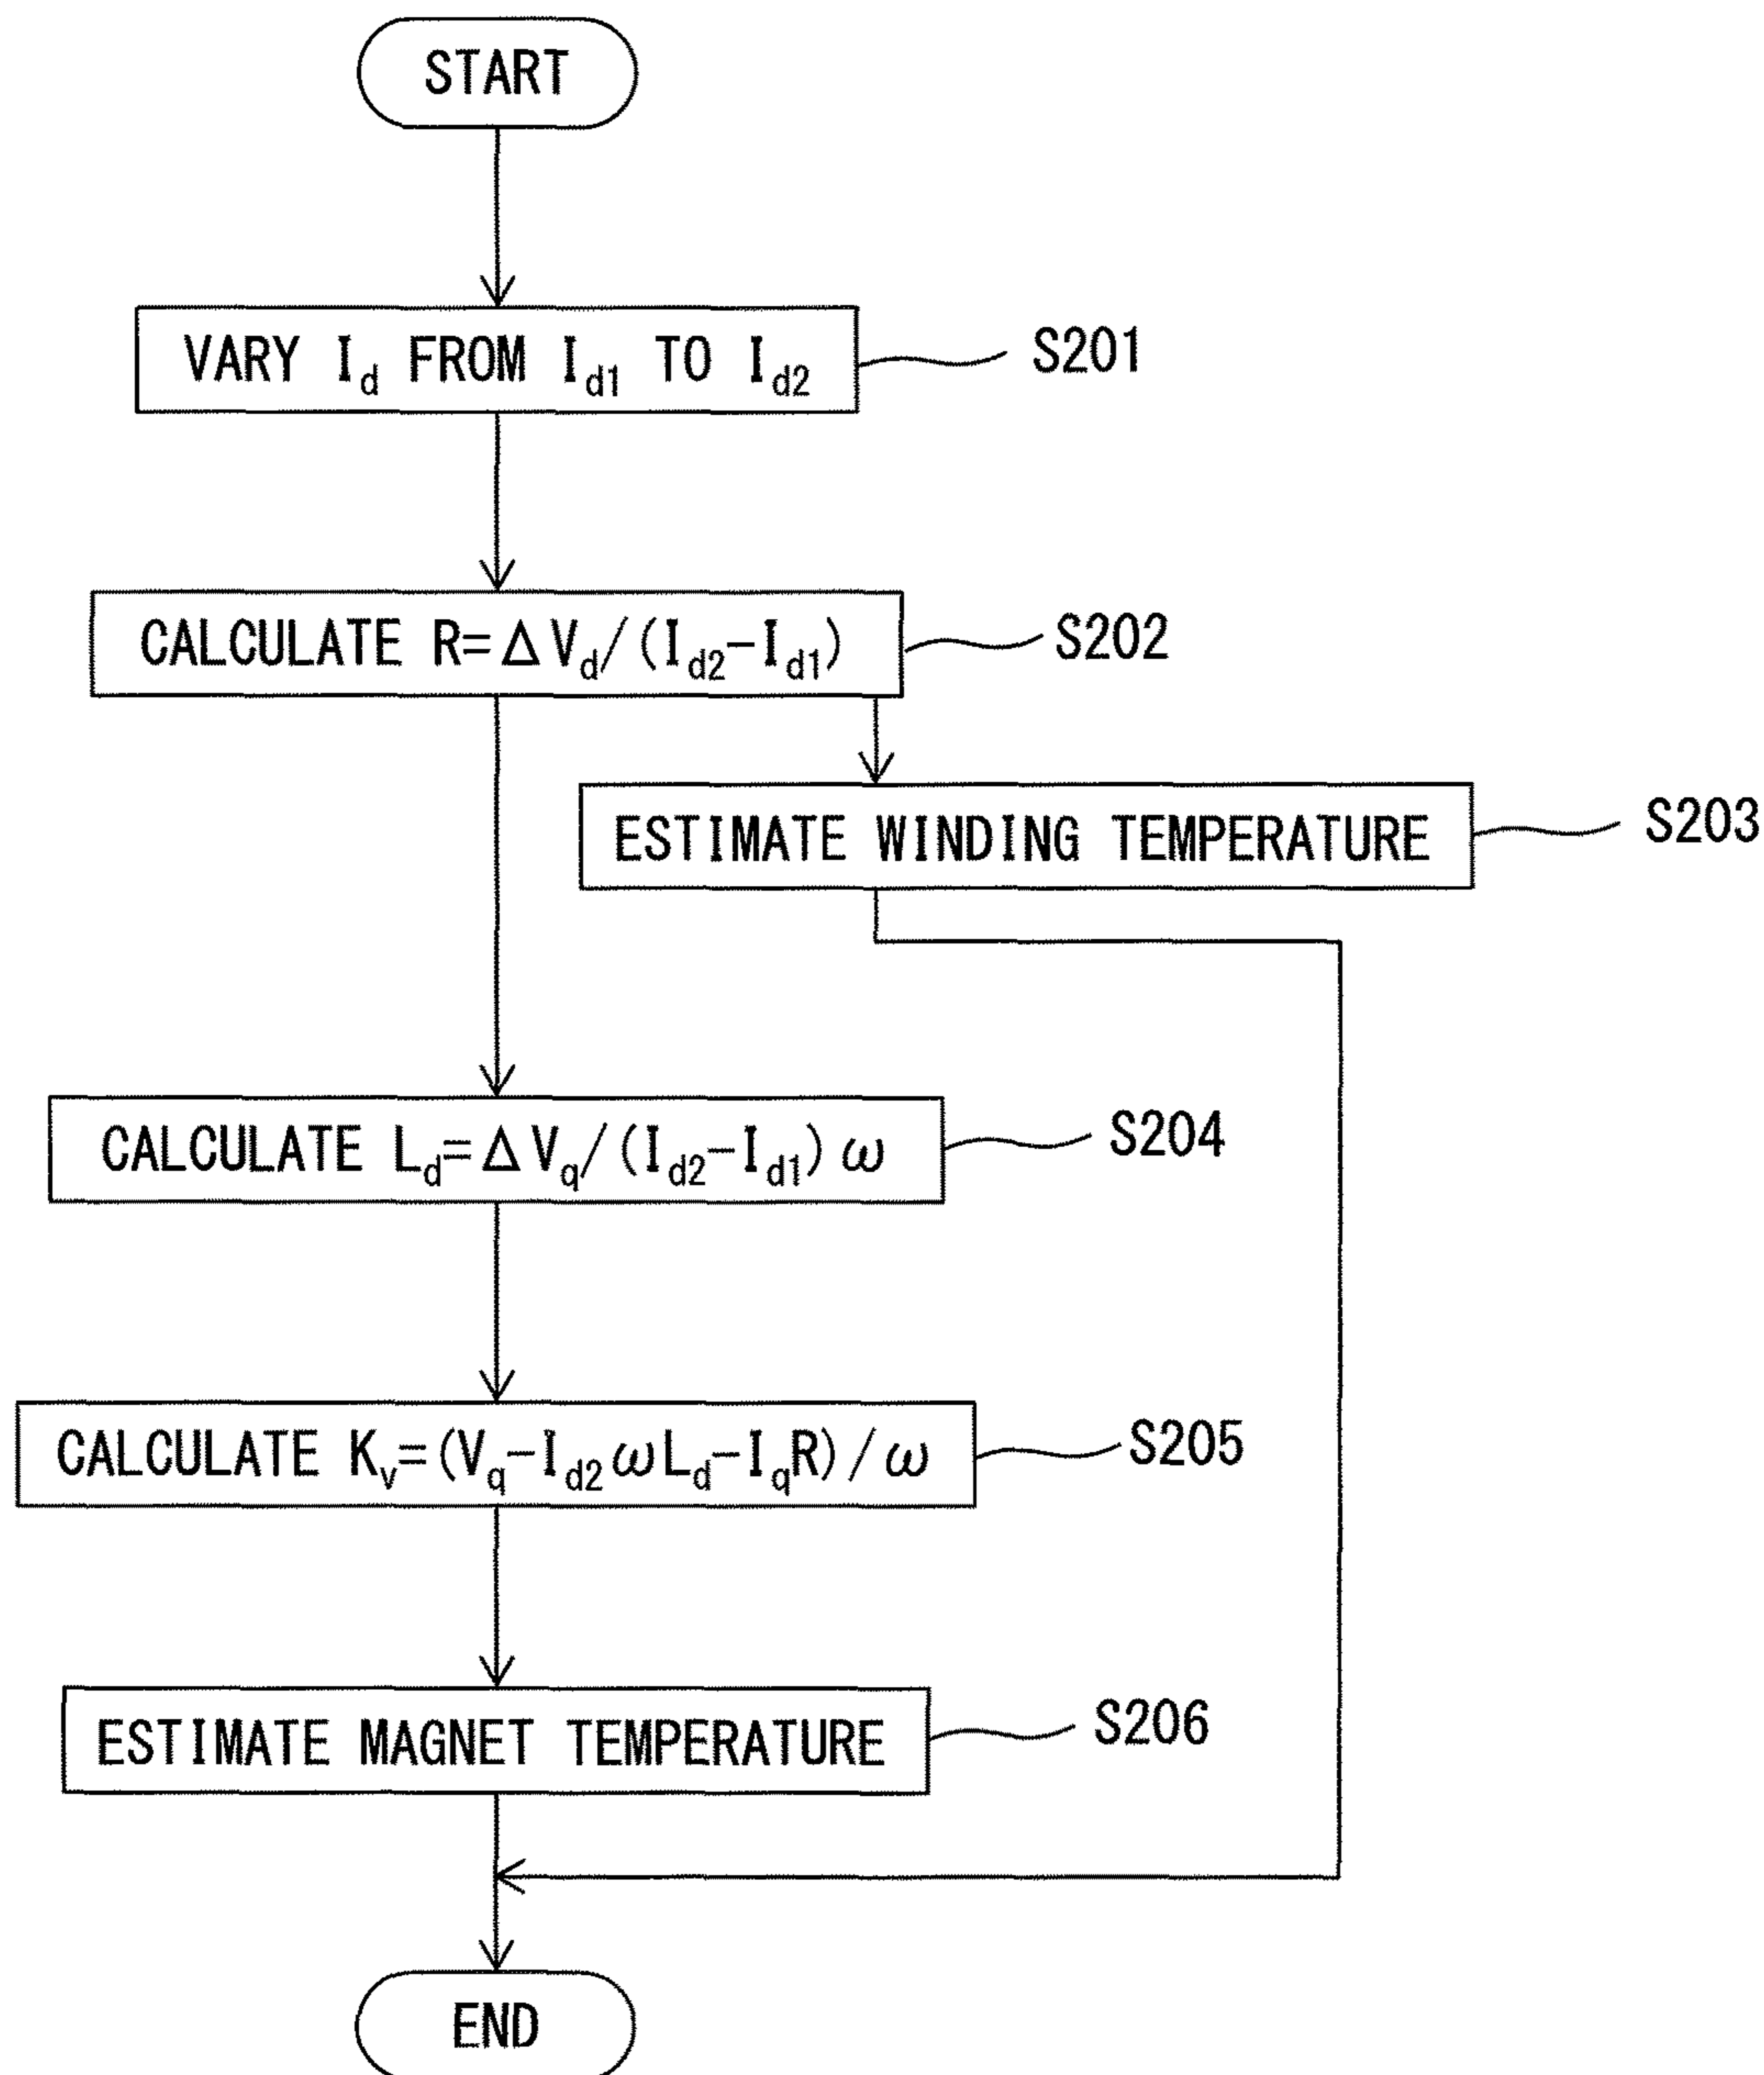 START
VARY Id FROM Id1 TO Id2
S201
CALCULATE R=ΔVd/(Id2-Id1)
S202
ESTIMATE WINDING TEMPERATURE
S203
CALCULATE Ld=ΔVq/(Id2-Id1)ω
S204
CALCULATE Kv=(Vq-Id2ωLd-IqR)/ω
S205
ESTIMATE MAGNET TEMPERATURE
S206
END